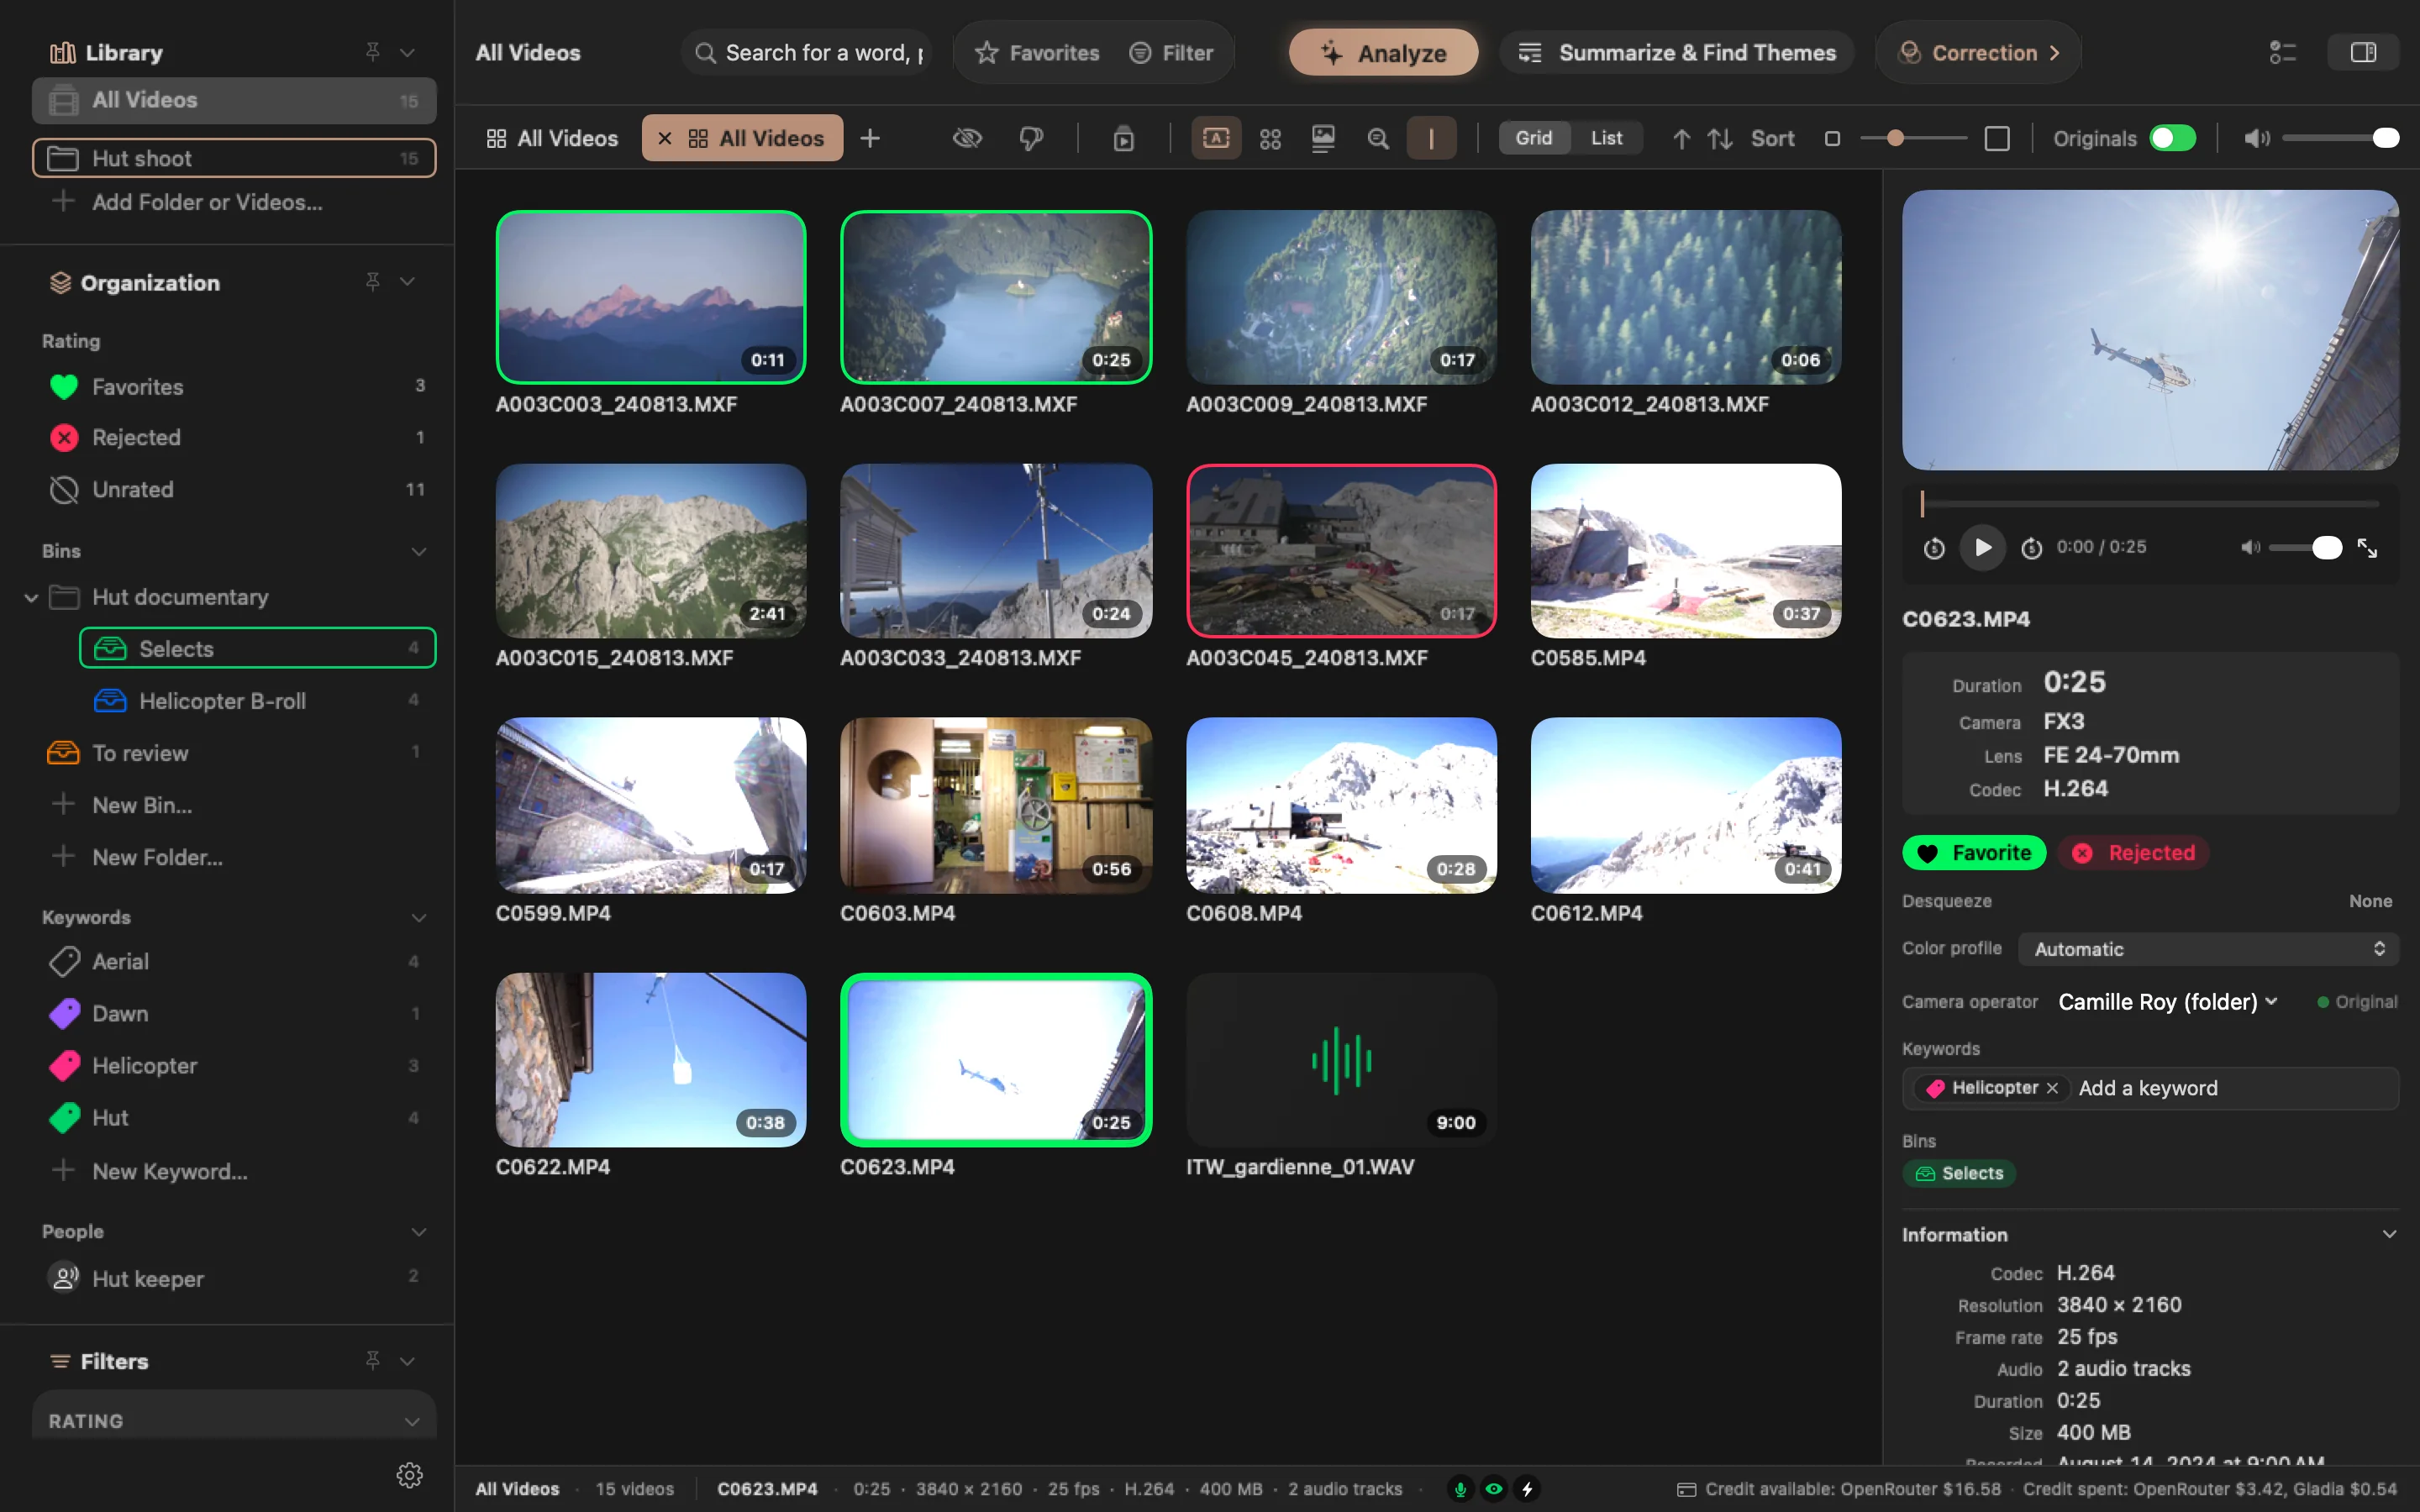 Library
All Videos 15
Hut shoot 15
Add Folder or Videos...
Organization
Rating
Favorites 3
Rejected 1
Unrated 11
Bins
Hut documentary
Selects 4
Helicopter B-roll 4
To review 1
New Bin...
New Folder...
Keywords
Aerial 4
Dawn 1
Helicopter 3
Hut 4
New Keyword...
People
Hut keeper 2
Filters
RATING
All Videos
Search for a word, p
Favorites
Filter
Analyze
Summarize & Find Themes
Correction
All Videos
All Videos
Grid
List
Sort
Originals
0:11
A003C003_240813.MXF
0:25
A003C007_240813.MXF
0:17
A003C009_240813.MXF
0:06
A003C012_240813.MXF
2:41
A003C015_240813.MXF
0:24
A003C033_240813.MXF
0:17
A003C045_240813.MXF
0:37
C0585.MP4
0:17
C0599.MP4
0:56
C0603.MP4
0:28
C0608.MP4
0:41
C0612.MP4
0:38
C0622.MP4
0:25
C0623.MP4
9:00
ITW_gardienne_01.WAV
0:00 / 0:25
C0623.MP4
Duration 0:25
Camera FX3
Lens FE 24-70mm
Codec H.264
Favorite
Rejected
Desqueeze None
Color profile Automatic
Camera operator Camille Roy (folder) Original
Keywords
Helicopter Add a keyword
Bins
Selects
Information
Codec H.264
Resolution 3840 × 2160
Frame rate 25 fps
Audio 2 audio tracks
Duration 0:25
Size 400 MB
Recorded August 14, 2024 at 9:00 AM
All Videos · 15 videos C0623.MP4 · 0:25 · 3840 × 2160 · 25 fps · H.264 · 400 MB · 2 audio tracks ·
Credit available: OpenRouter $16.58 · Credit spent: OpenRouter $3.42, Gladia $0.54